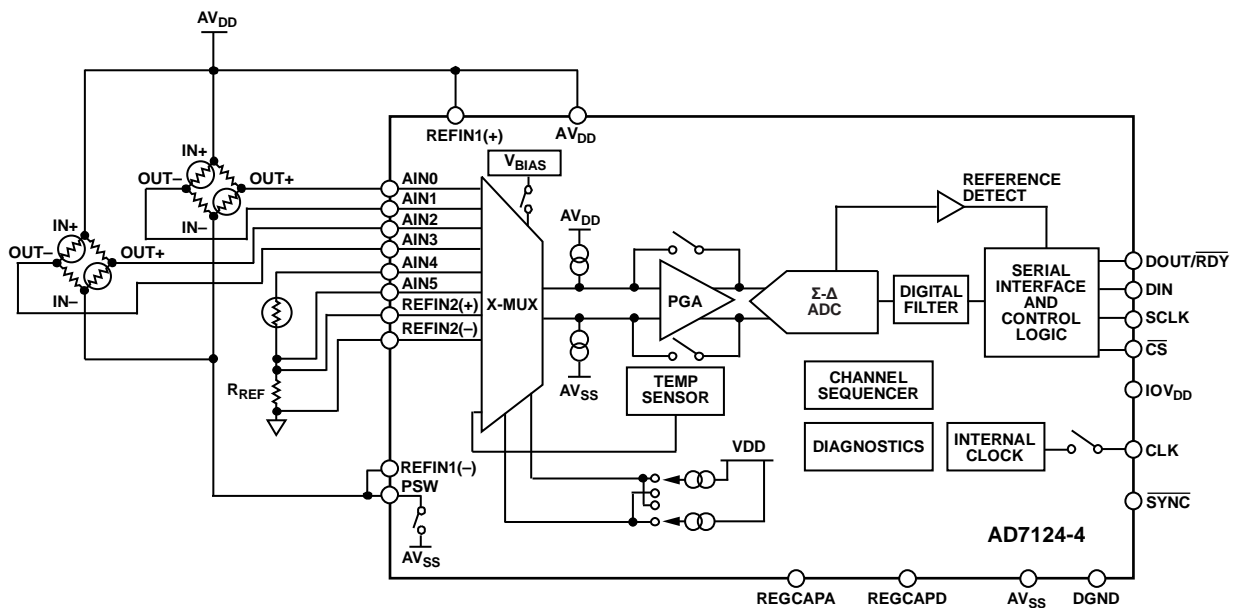 AVDD
REFIN1(+)
AVDD
IN+
OUT–
OUT+
IN–
IN+
OUT–
OUT+
IN–
RREF
AIN0
AIN1
AIN2
AIN3
AIN4
AIN5
REFIN2(+)
REFIN2(–)
REFIN1(–)
PSW
AVSS
VBIAS
X-MUX
AVDD
AVSS
PGA
TEMP
SENSOR
VDD
Σ-Δ
ADC
REFERENCE
DETECT
DIGITAL
FILTER
SERIAL
INTERFACE
AND
CONTROL
LOGIC
CHANNEL
SEQUENCER
DIAGNOSTICS
INTERNAL
CLOCK
DOUT/RDY
DIN
SCLK
CS
IOVDD
CLK
SYNC
AD7124-4
REGCAPA
REGCAPD
AVSS
DGND